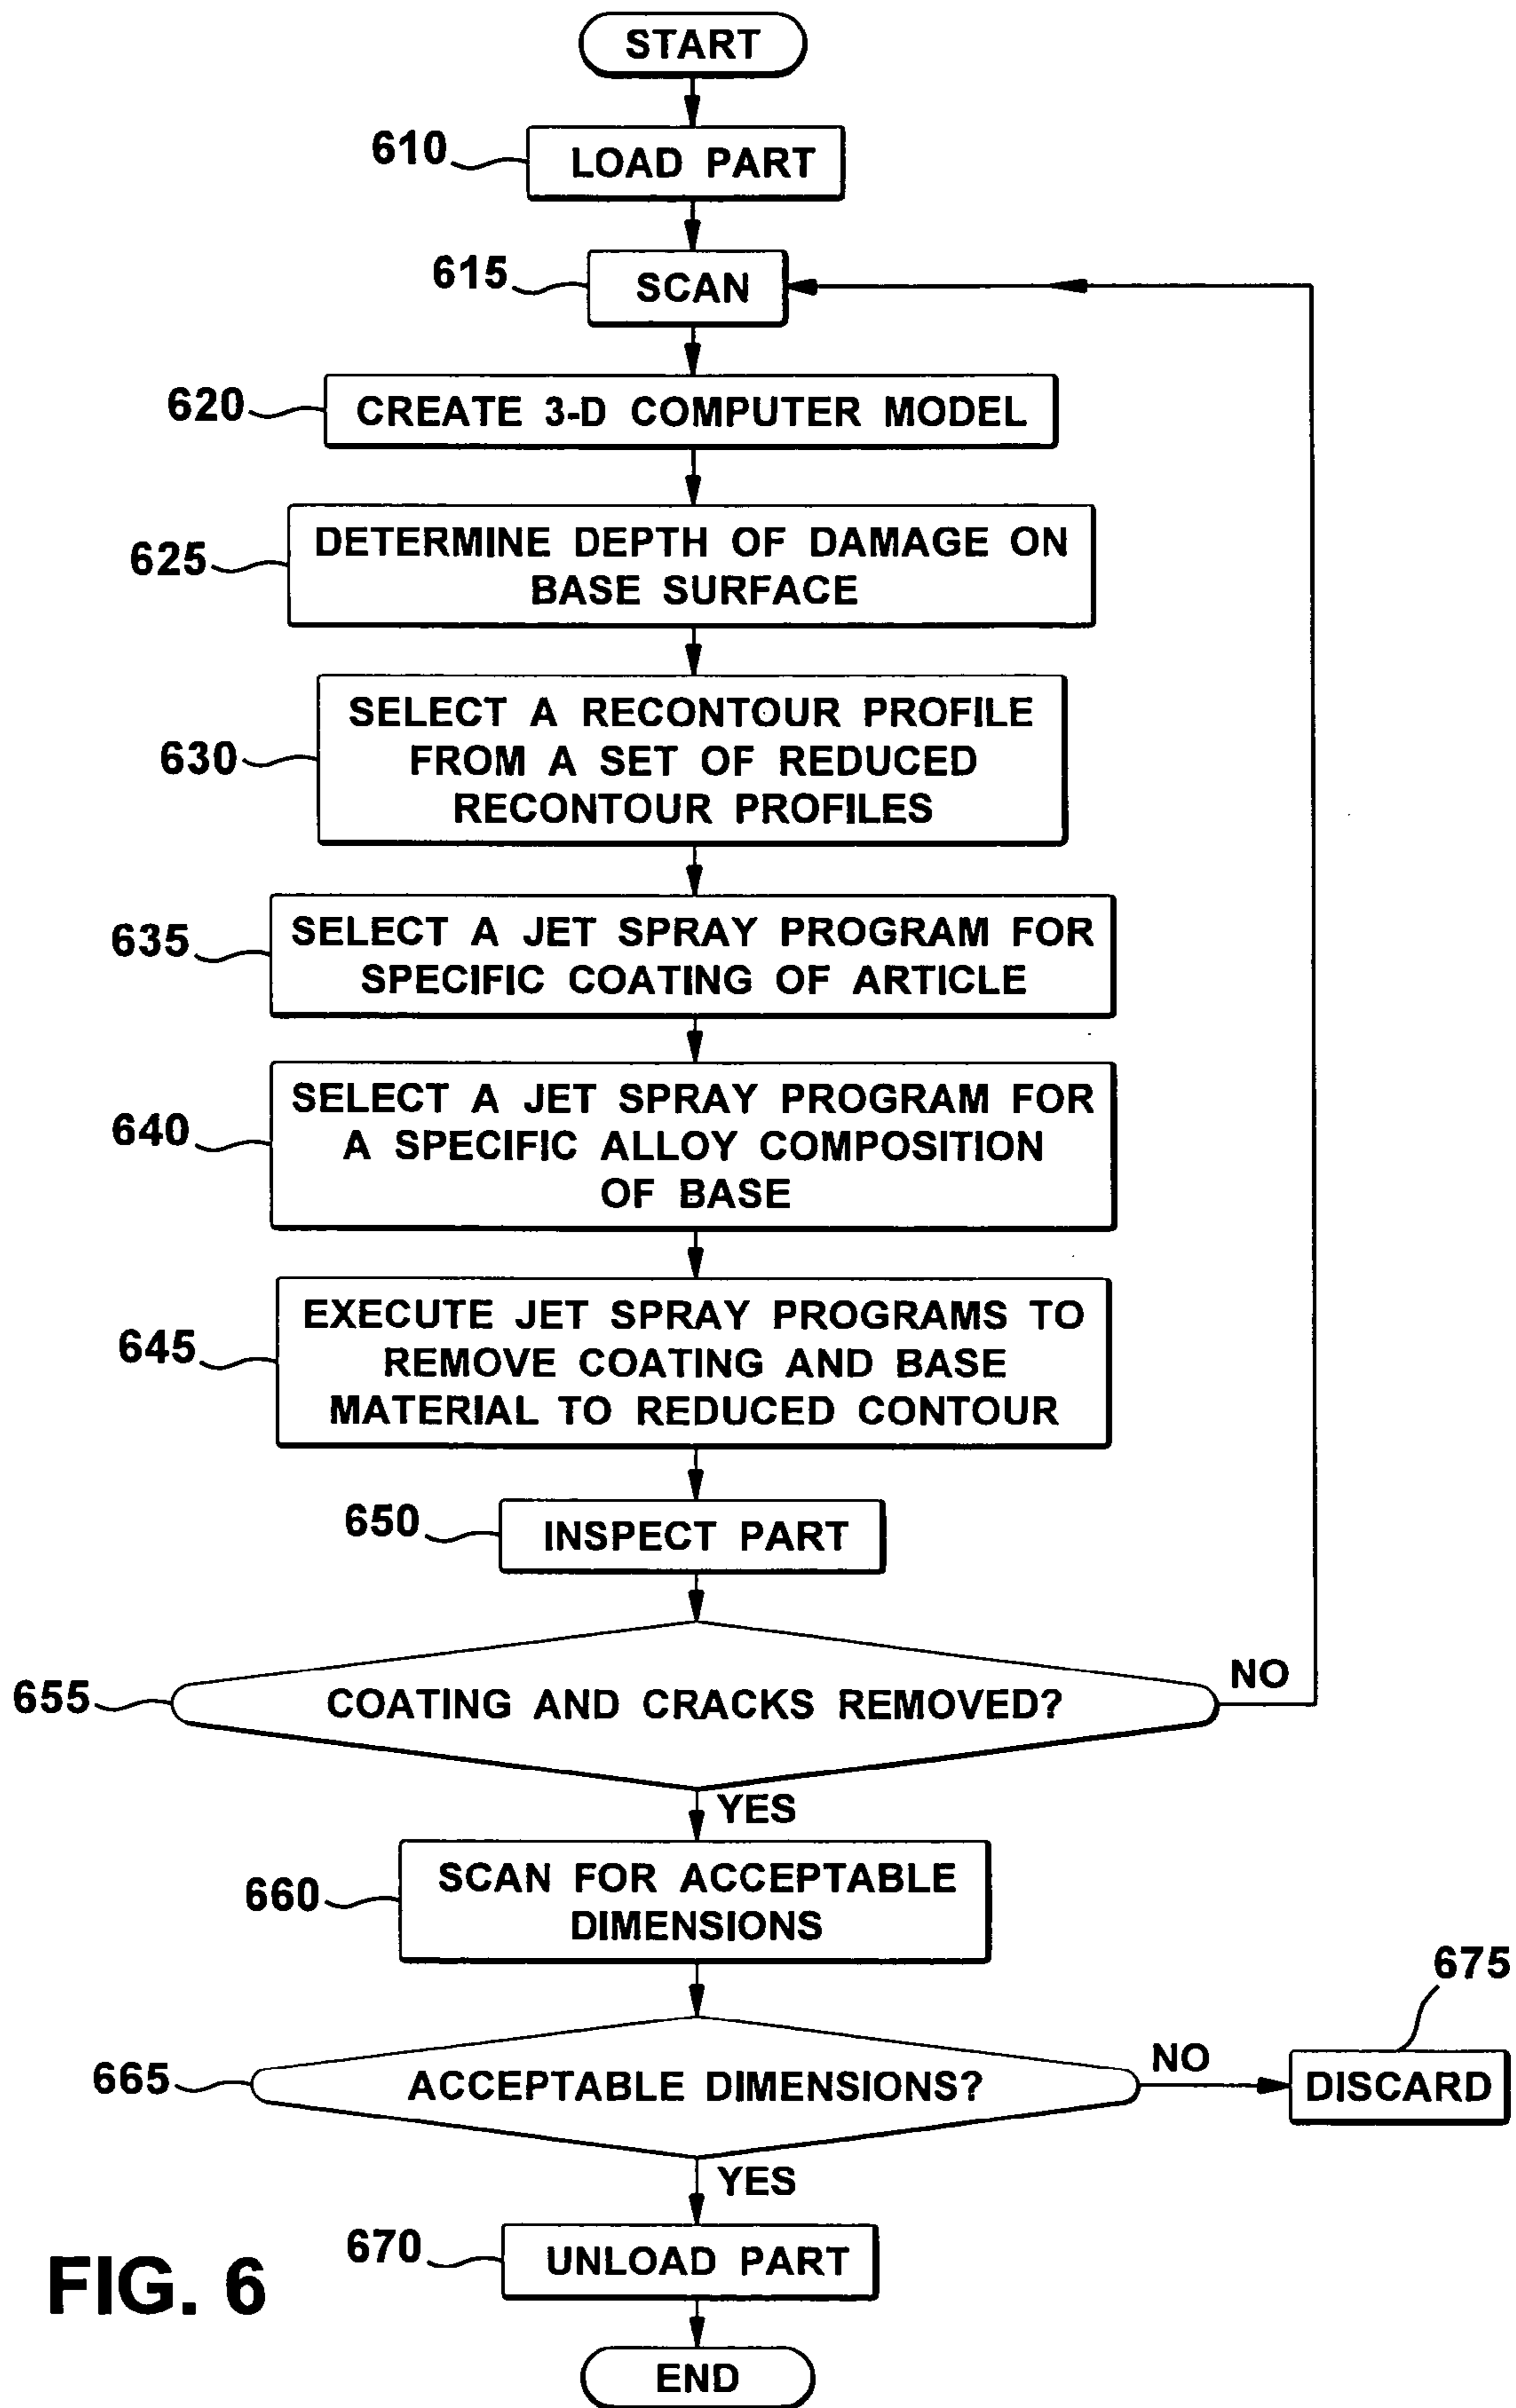 START
610
LOAD PART
615
SCAN
620
CREATE 3-D COMPUTER MODEL
625
DETERMINE DEPTH OF DAMAGE ON
BASE SURFACE
630
SELECT A RECONTOUR PROFILE
FROM A SET OF REDUCED
RECONTOUR PROFILES
635
SELECT A JET SPRAY PROGRAM FOR
SPECIFIC COATING OF ARTICLE
640
SELECT A JET SPRAY PROGRAM FOR
A SPECIFIC ALLOY COMPOSITION
OF BASE
645
EXECUTE JET SPRAY PROGRAMS TO
REMOVE COATING AND BASE
MATERIAL TO REDUCED CONTOUR
650
INSPECT PART
655
COATING AND CRACKS REMOVED?
NO
YES
660
SCAN FOR ACCEPTABLE
DIMENSIONS
665
ACCEPTABLE DIMENSIONS?
NO
675
DISCARD
YES
670
UNLOAD PART
END
FIG. 6